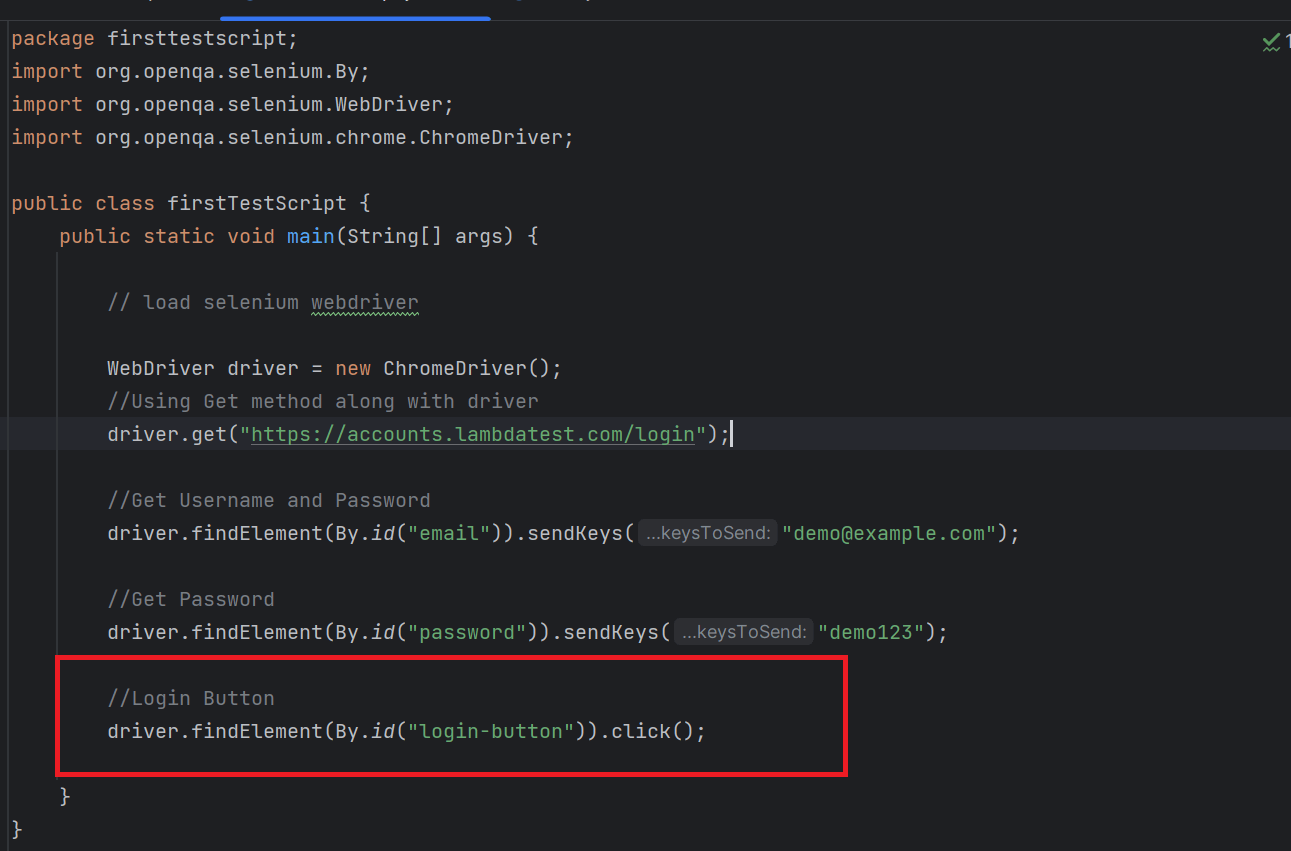 package firsttestscript;
import org.openqa.selenium.By;
import org.openqa.selenium.WebDriver;
import org.openqa.selenium.chrome.ChromeDriver;
public class firstTestScript {
public static void main(String[] args) {
// load selenium webdriver
WebDriver driver = new ChromeDriver();
//Using Get method along with driver
driver.get("https://accounts.lambdatest.com/login");
//Get Username and Password
driver.findElement(By.id("email")).sendKeys( ...keysToSend: "demo@example.com");
//Get Password
driver.findElement(By.id("password")).sendKeys( ...keysToSend: "demo123");
//Login Button
driver.findElement(By.id("login-button")).click();
}
}